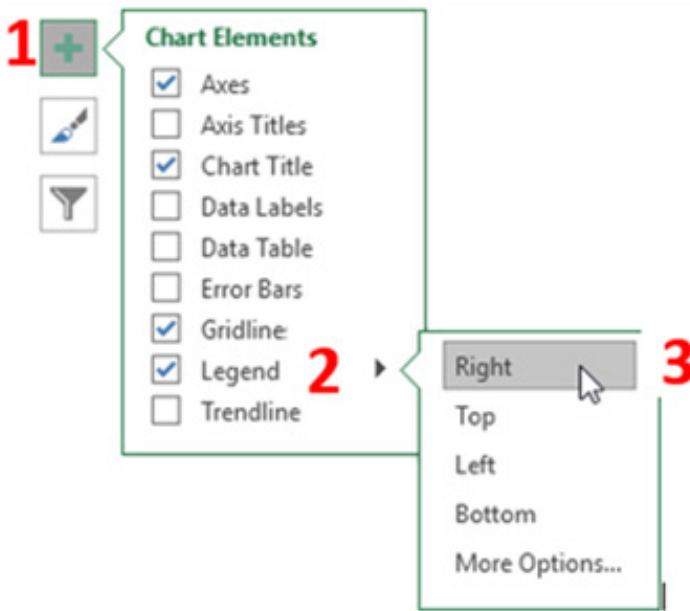 1
Chart Elements
Axes
Axis Titles
Chart Title
Data Labels
Data Table
Error Bars
Gridline
Legend 2
Trendline
Right 3
Top
Left
Bottom
More Options...